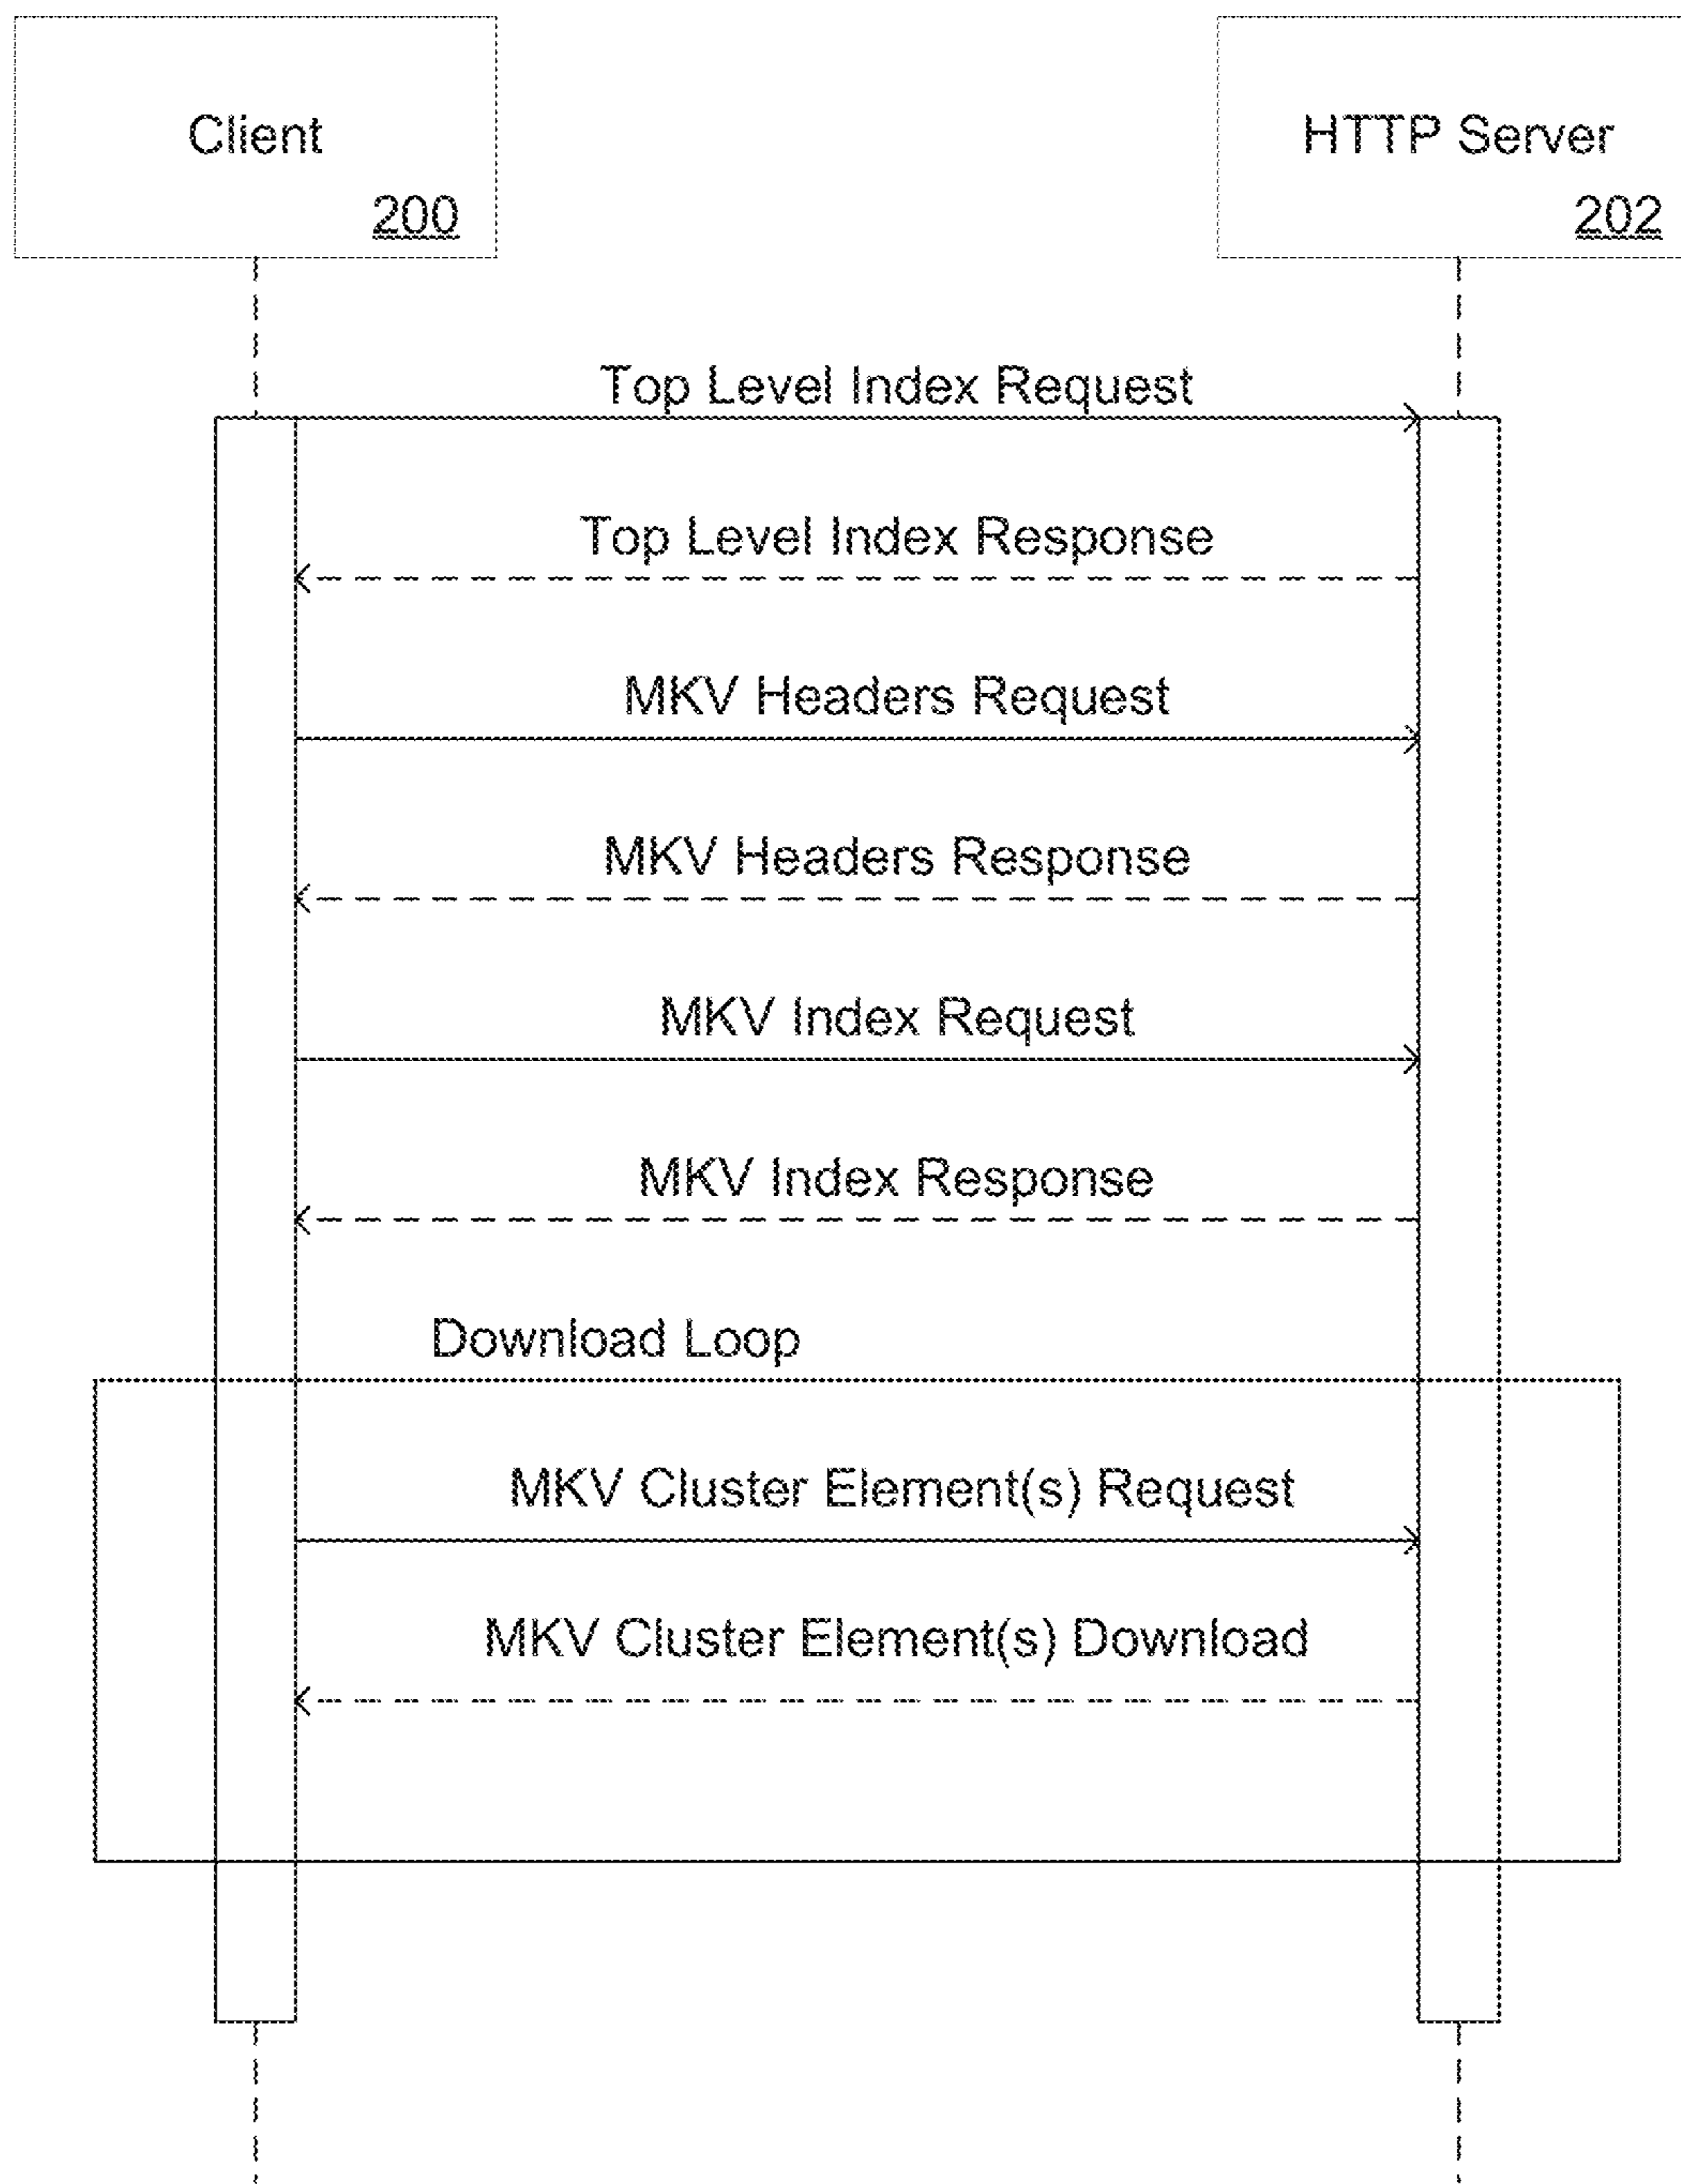 Client
200
HTTP Server
202
Top Level Index Request
Top Level Index Response
MKV Headers Request
MKV Headers Response
MKV Index Request
MKV Index Response
Download Loop
MKV Cluster Element(s) Request
MKV Cluster Element(s) Download